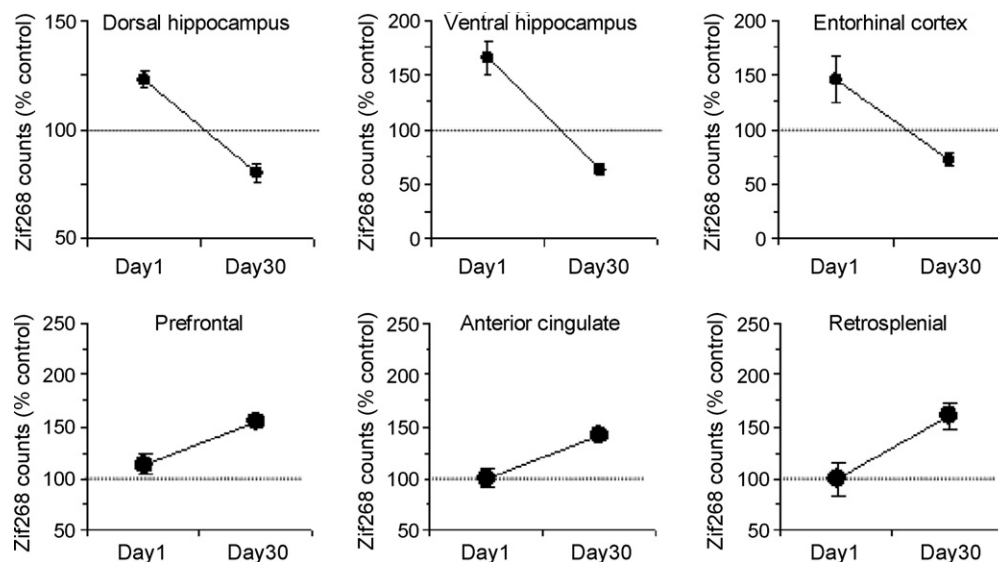 Dorsal hippocampus
Zif268 counts (% control)
150
100
50
Day1 Day30
Ventral hippocampus
Zif268 counts (% control)
200
150
100
50
0
Day1 Day30
Entorhinal cortex
Zif268 counts (% control)
200
150
100
50
0
Day1 Day30
Prefrontal
Zif268 counts (% control)
250
200
150
100
50
Day1 Day30
Anterior cingulate
Zif268 counts (% control)
250
200
150
100
50
Day1 Day30
Retrosplenial
Zif268 counts (% control)
250
200
150
100
50
Day1 Day30